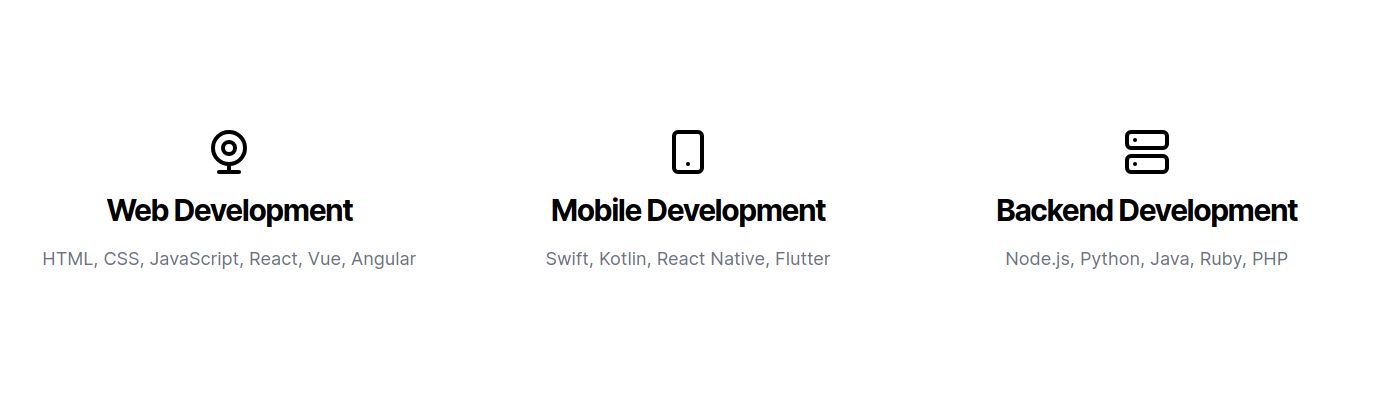 Web Development
HTML, CSS, JavaScript, React, Vue, Angular
Mobile Development
Swift, Kotlin, React Native, Flutter
Backend Development
Node.js, Python, Java, Ruby, PHP